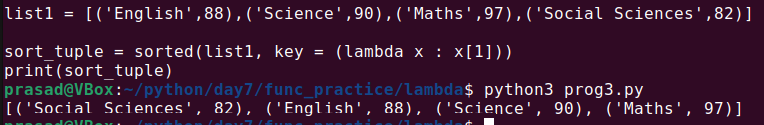 list1 = [('English',88),('Science',90),('Maths',97),('Social Sciences',82)]
sort_tuple = sorted(list1, key = (lambda x : x[1]))
print(sort_tuple)
prasad@VBox:~/python/day7/func_practice/lambda$ python3 prog3.py
[('Social Sciences', 82), ('English', 88), ('Science', 90), ('Maths', 97)]
prasad@VBox:~/python/day7/func_practice/lambda$